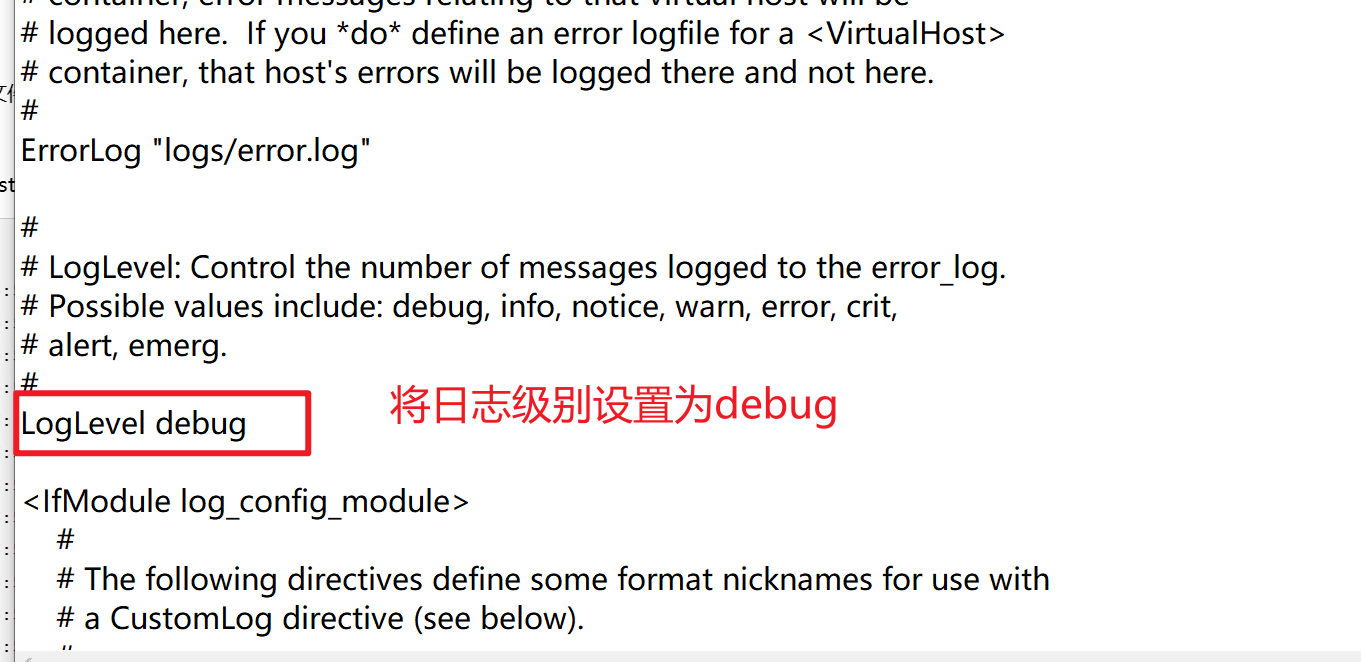 # container, error messages relating to that virtual host will be
# logged here.  If you *do* define an error logfile for a <VirtualHost>
# container, that host's errors will be logged there and not here.
#
ErrorLog "logs/error.log"
st
#
# LogLevel: Control the number of messages logged to the error_log.
# Possible values include: debug, info, notice, warn, error, crit,
# alert, emerg.
#
将日志级别设置为debug
LogLevel debug
<IfModule log_config_module>
#
# The following directives define some format nicknames for use with
# a CustomLog directive (see below).
#